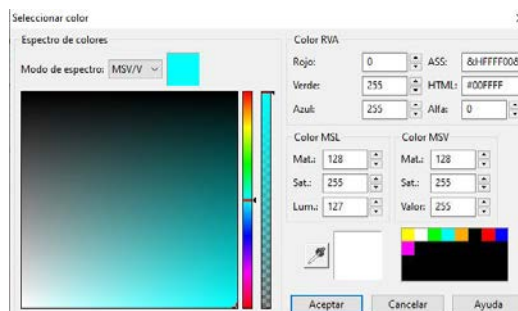 Seleccionar color
Espectro de colores
Modo de espectro: MSV/V
Color RVA
Rojo: 0 ASS: &HFFFF00&
Verde: 255 HTML: #00FFFF
Azul: 255 Alfa: 0
Color MSL
Mat.: 128
Sat.: 255
Lum.: 127
Color MSV
Mat.: 128
Sat.: 255
Valor: 255
Aceptar Cancelar Ayuda